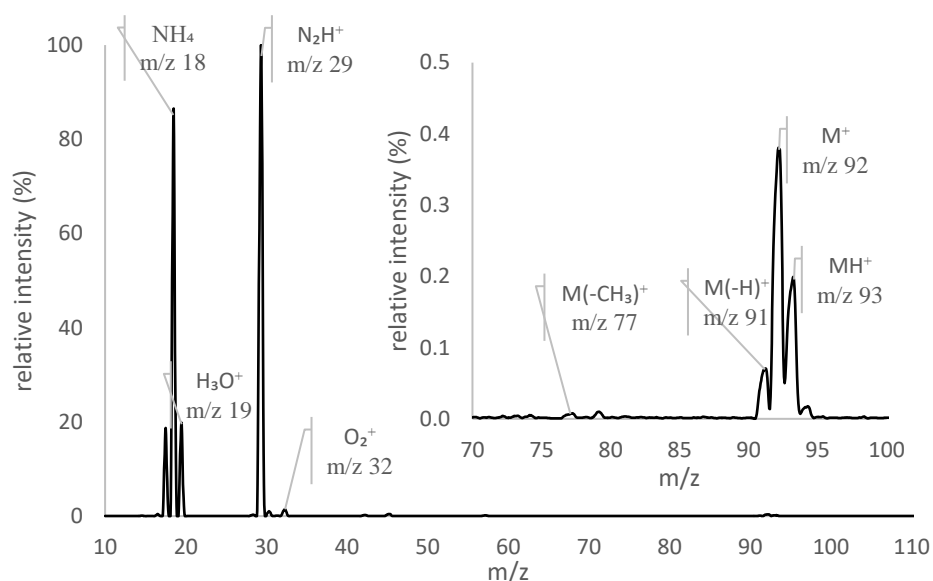 relative intensity (%)
100
80
60
40
20
0
NH₄
m/z 18
N₂H⁺
m/z 29
H₃O⁺
m/z 19
O₂⁺
m/z 32
10 20 30 40 50 60 70 80 90 100 110
m/z
relative intensity (%)
0.5
0.4
0.3
0.2
0.1
0.0
M⁺
m/z 92
MH⁺
m/z 93
M(-H)⁺
m/z 91
M(-CH₃)⁺
m/z 77
70 75 80 85 90 95 100
m/z